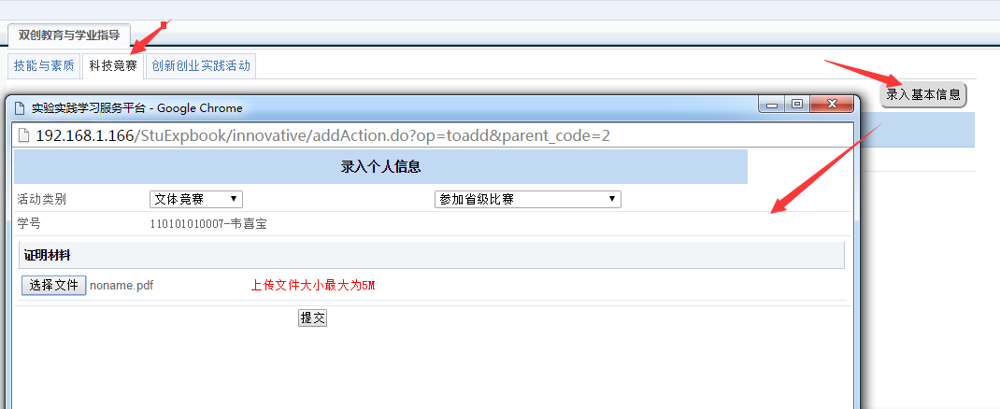 双创教育与学业指导
技能与素质 科技竞赛 创新创业实践活动
录入基本信息
实验实践学习服务平台 - Google Chrome
192.168.1.166/StuExpbook/innovative/addAction.do?op=toadd&parent_code=2
录入个人信息
活动类别 文体竞赛 参加省级比赛
学号 110101010007-韦喜宝
证明材料
选择文件 noname.pdf 上传文件大小最大为5M
提交